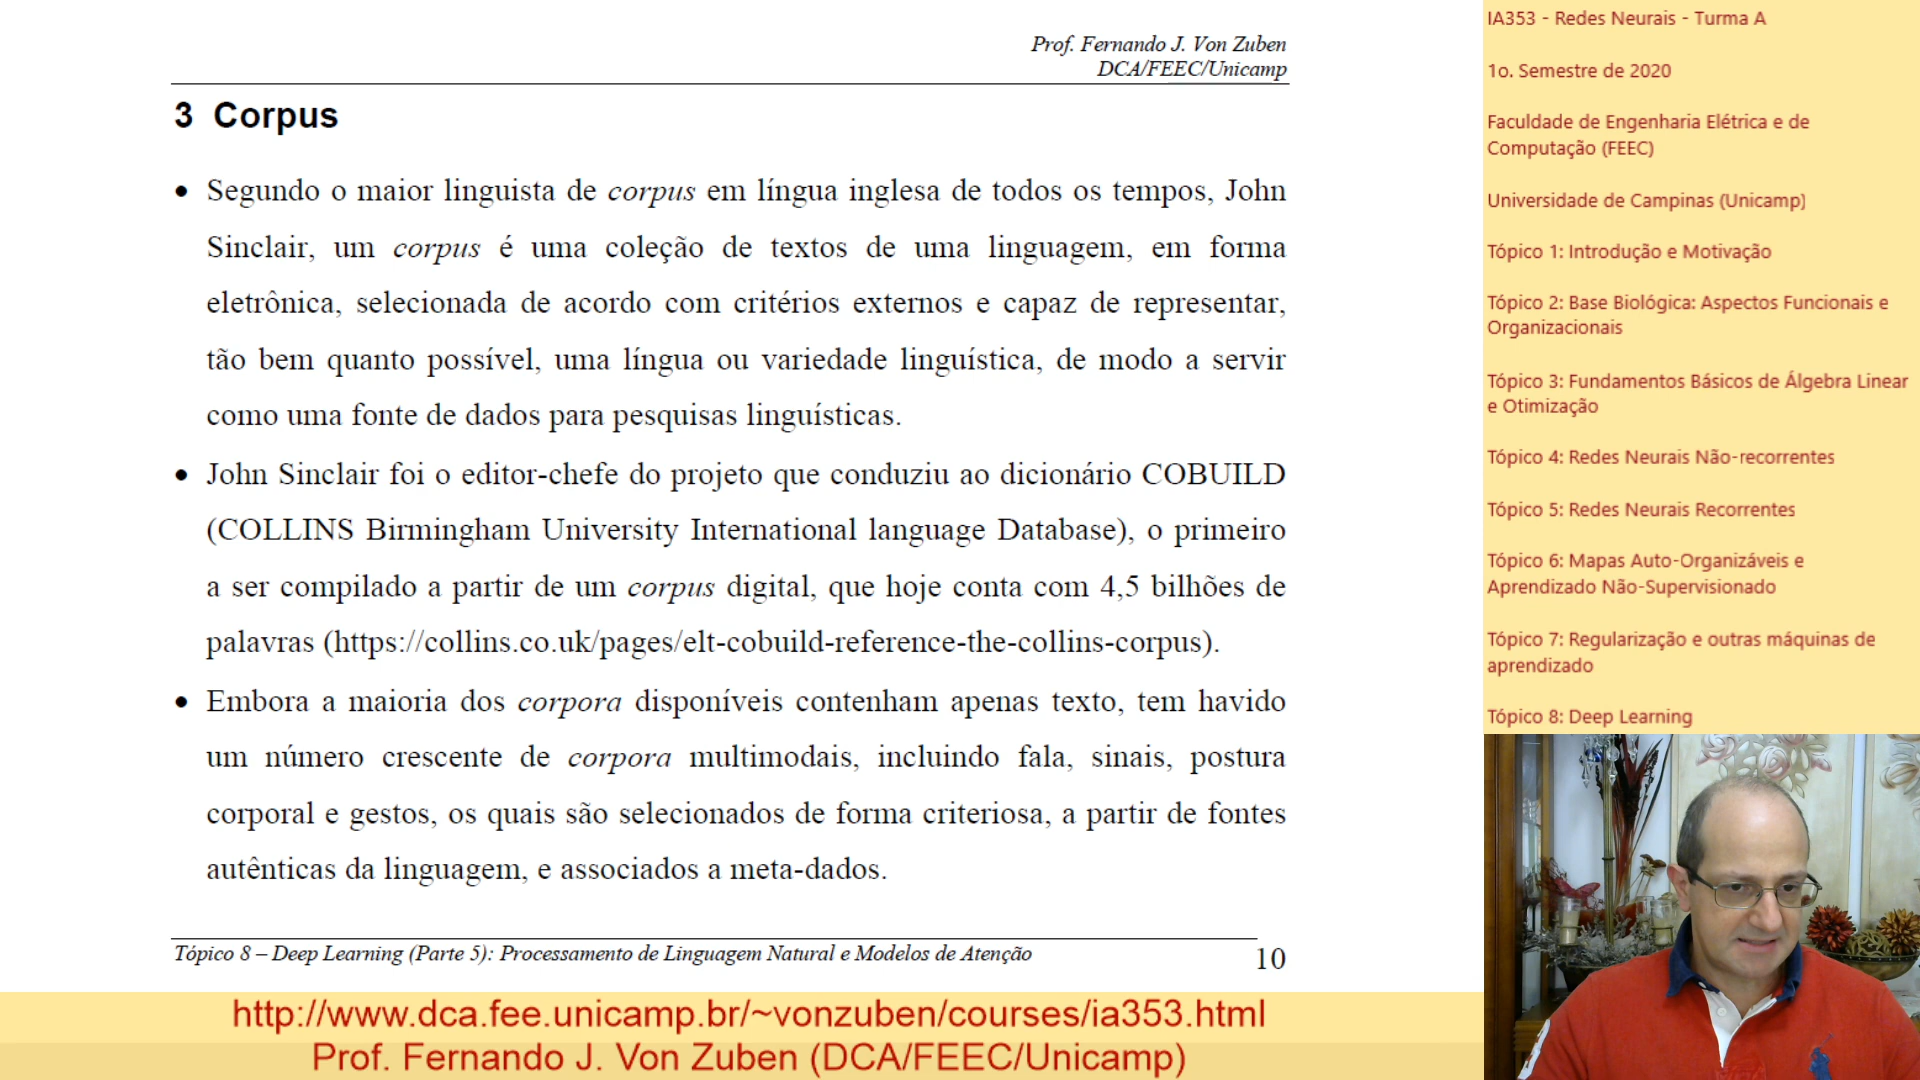 Prof. Fernando J. Von Zuben
DCA/FEEC/Unicamp
3 Corpus
• Segundo o maior linguista de corpus em língua inglesa de todos os tempos, John
Sinclair, um corpus é uma coleção de textos de uma linguagem, em forma
eletrônica, selecionada de acordo com critérios externos e capaz de representar,
tão bem quanto possível, uma língua ou variedade linguística, de modo a servir
como uma fonte de dados para pesquisas linguísticas.
• John Sinclair foi o editor-chefe do projeto que conduziu ao dicionário COBUILD
(COLLINS Birmingham University International language Database), o primeiro
a ser compilado a partir de um corpus digital, que hoje conta com 4,5 bilhões de
palavras (https://collins.co.uk/pages/elt-cobuild-reference-the-collins-corpus).
• Embora a maioria dos corpora disponíveis contenham apenas texto, tem havido
um número crescente de corpora multimodais, incluindo fala, sinais, postura
corporal e gestos, os quais são selecionados de forma criteriosa, a partir de fontes
autênticas da linguagem, e associados a meta-dados.
Tópico 8 – Deep Learning (Parte 5): Processamento de Linguagem Natural e Modelos de Atenção
10
http://www.dca.fee.unicamp.br/~vonzuben/courses/ia353.html
Prof. Fernando J. Von Zuben (DCA/FEEC/Unicamp)
IA353 - Redes Neurais - Turma A
1o. Semestre de 2020
Faculdade de Engenharia Elétrica e de
Computação (FEEC)
Universidade de Campinas (Unicamp)
Tópico 1: Introdução e Motivação
Tópico 2: Base Biológica: Aspectos Funcionais e
Organizacionais
Tópico 3: Fundamentos Básicos de Álgebra Linear
e Otimização
Tópico 4: Redes Neurais Não-recorrentes
Tópico 5: Redes Neurais Recorrentes
Tópico 6: Mapas Auto-Organizáveis e
Aprendizado Não-Supervisionado
Tópico 7: Regularização e outras máquinas de
aprendizado
Tópico 8: Deep Learning